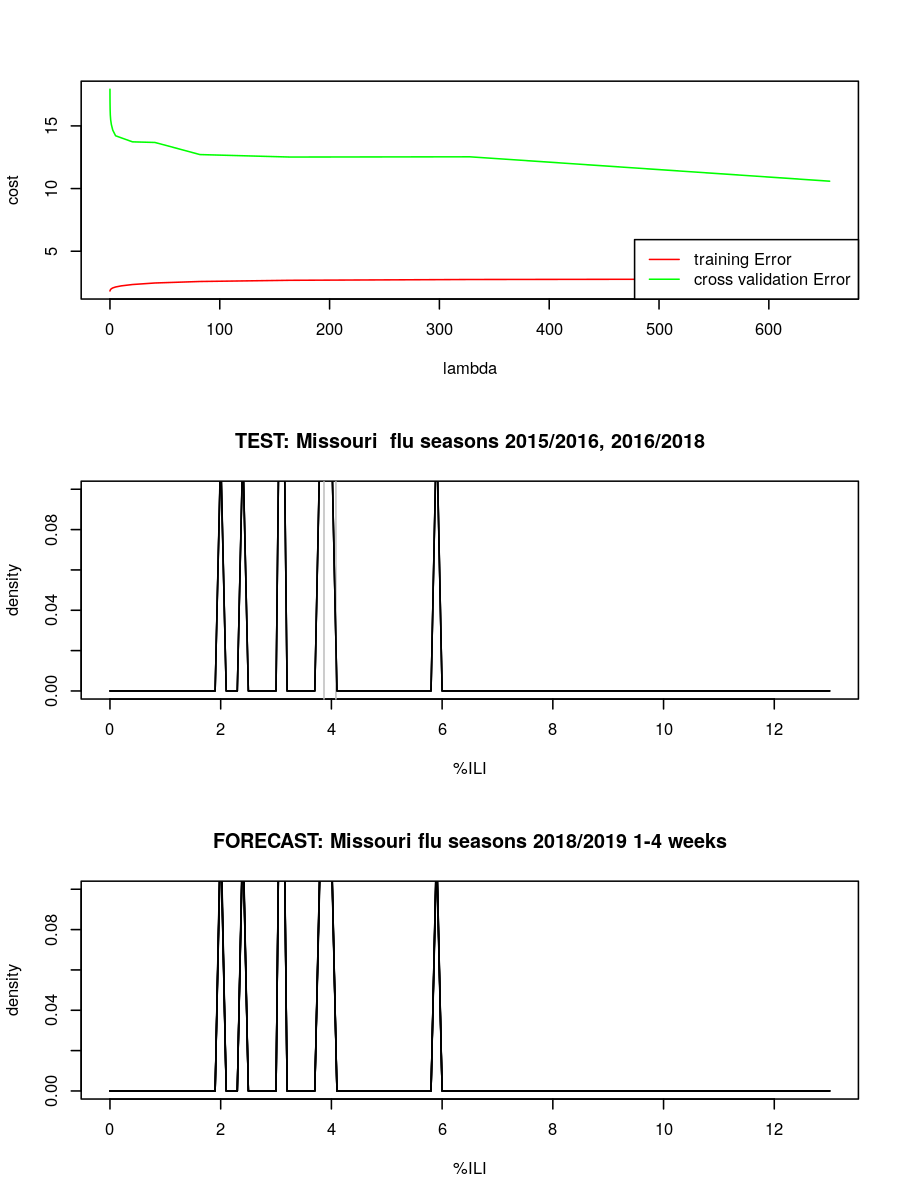 15
10
5
cost
training Error
cross validation Error
0 100 200 300 400 500 600
lambda
TEST: Missouri  flu seasons 2015/2016, 2016/2018
0.08
0.04
0.00
density
0 2 4 6 8 10 12
%ILI
FORECAST: Missouri flu seasons 2018/2019 1-4 weeks
0.08
0.04
0.00
density
0 2 4 6 8 10 12
%ILI